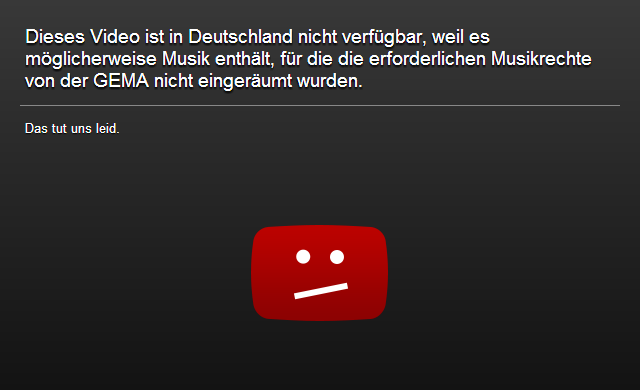 Dieses Video ist in Deutschland nicht verfügbar, weil es
möglicherweise Musik enthält, für die die erforderlichen Musikrechte
von der GEMA nicht eingeräumt wurden.
Das tut uns leid.